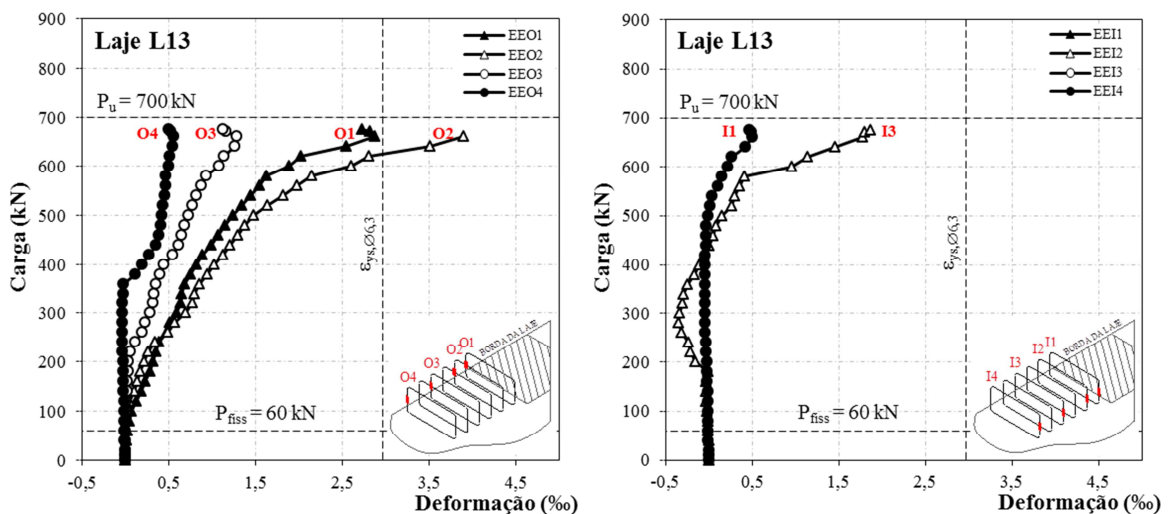 Laje L13
EEO1
EEO2
EEO3
EEO4
Pu = 700 kN
O4
O3
O1
O2
εys,Ø6,3
Pfiss = 60 kN
O4
O3
O2
O1
BORDA DA LAJE
900
800
700
600
500
400
300
200
100
0
Carga (kN)
-0,5
0,5
1,5
2,5
3,5
4,5
Deformação (‰)
Laje L13
EEI1
EEI2
EEI3
EEI4
Pu = 700 kN
I1
I3
εys,Ø6,3
Pfiss = 60 kN
I4
I3
I2
I1
BORDA DA LAJE
900
800
700
600
500
400
300
200
100
0
Carga (kN)
-0,5
0,5
1,5
2,5
3,5
4,5
Deformação (‰)